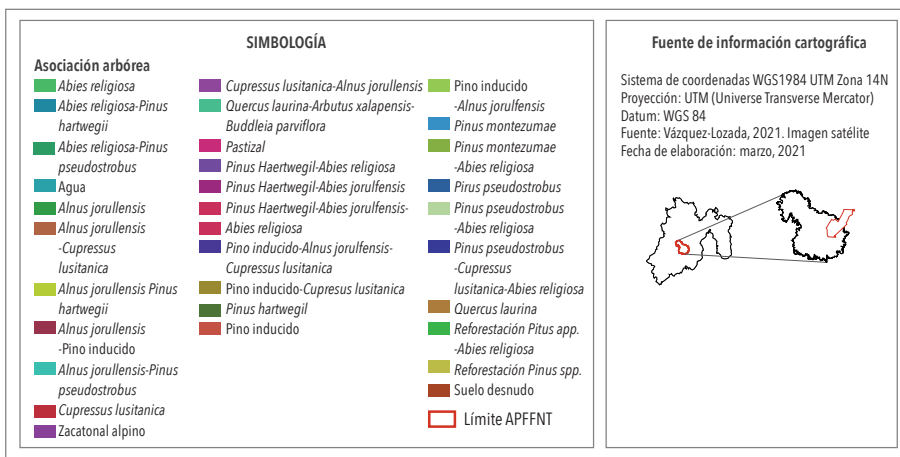 SIMBOLOGÍA
Asociación arbórea
Abies religiosa
Abies religiosa-Pinus
hartwegii
Abies religiosa-Pinus
pseudostrobus
Agua
Alnus jorullensis
Alnus jorullensis
-Cupressus
lusitanica
Alnus jorullensis Pinus
hartwegii
Alnus jorullensis
-Pino inducido
Alnus jorullensis-Pinus
pseudostrobus
Cupressus lusitanica
Zacatonal alpino
Cupressus lusitanica-Alnus jorullensis
Quercus laurina-Arbutus xalapensis-
Buddleia parviflora
Pastizal
Pinus Haertwegil-Abies religiosa
Pinus Haertwegil-Abies jorulfensis
Pinus Haertwegil-Abies jorulfensis-
Abies religiosa
Pino inducido-Alnus jorulfensis-
Cupressus lusitanica
Pino inducido-Cupresus lusitanica
Pinus hartwegil
Pino inducido
Pino inducido
-Alnus jorulfensis
Pinus montezumae
Pinus montezumae
-Abies religiosa
Pirus pseudostrobus
Pinus pseudostrobus
-Abies religiosa
Pinus pseudostrobus
-Cupressus
lusitanica-Abies religiosa
Quercus laurina
Reforestación Pitus app.
-Abies religiosa
Reforestación Pinus spp.
Suelo desnudo
Límite APFFNT
Fuente de información cartográfica
Sistema de coordenadas WGS1984 UTM Zona 14N
Proyección: UTM (Universe Transverse Mercator)
Datum: WGS 84
Fuente: Vázquez-Lozada, 2021. Imagen satélite
Fecha de elaboración: marzo, 2021